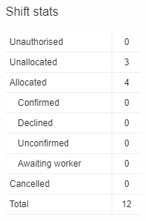 Shift stats
Unauthorised 0
Unallocated 3
Allocated 4
Confirmed 0
Declined 0
Unconfirmed 0
Awaiting worker 0
Cancelled 0
Total 12